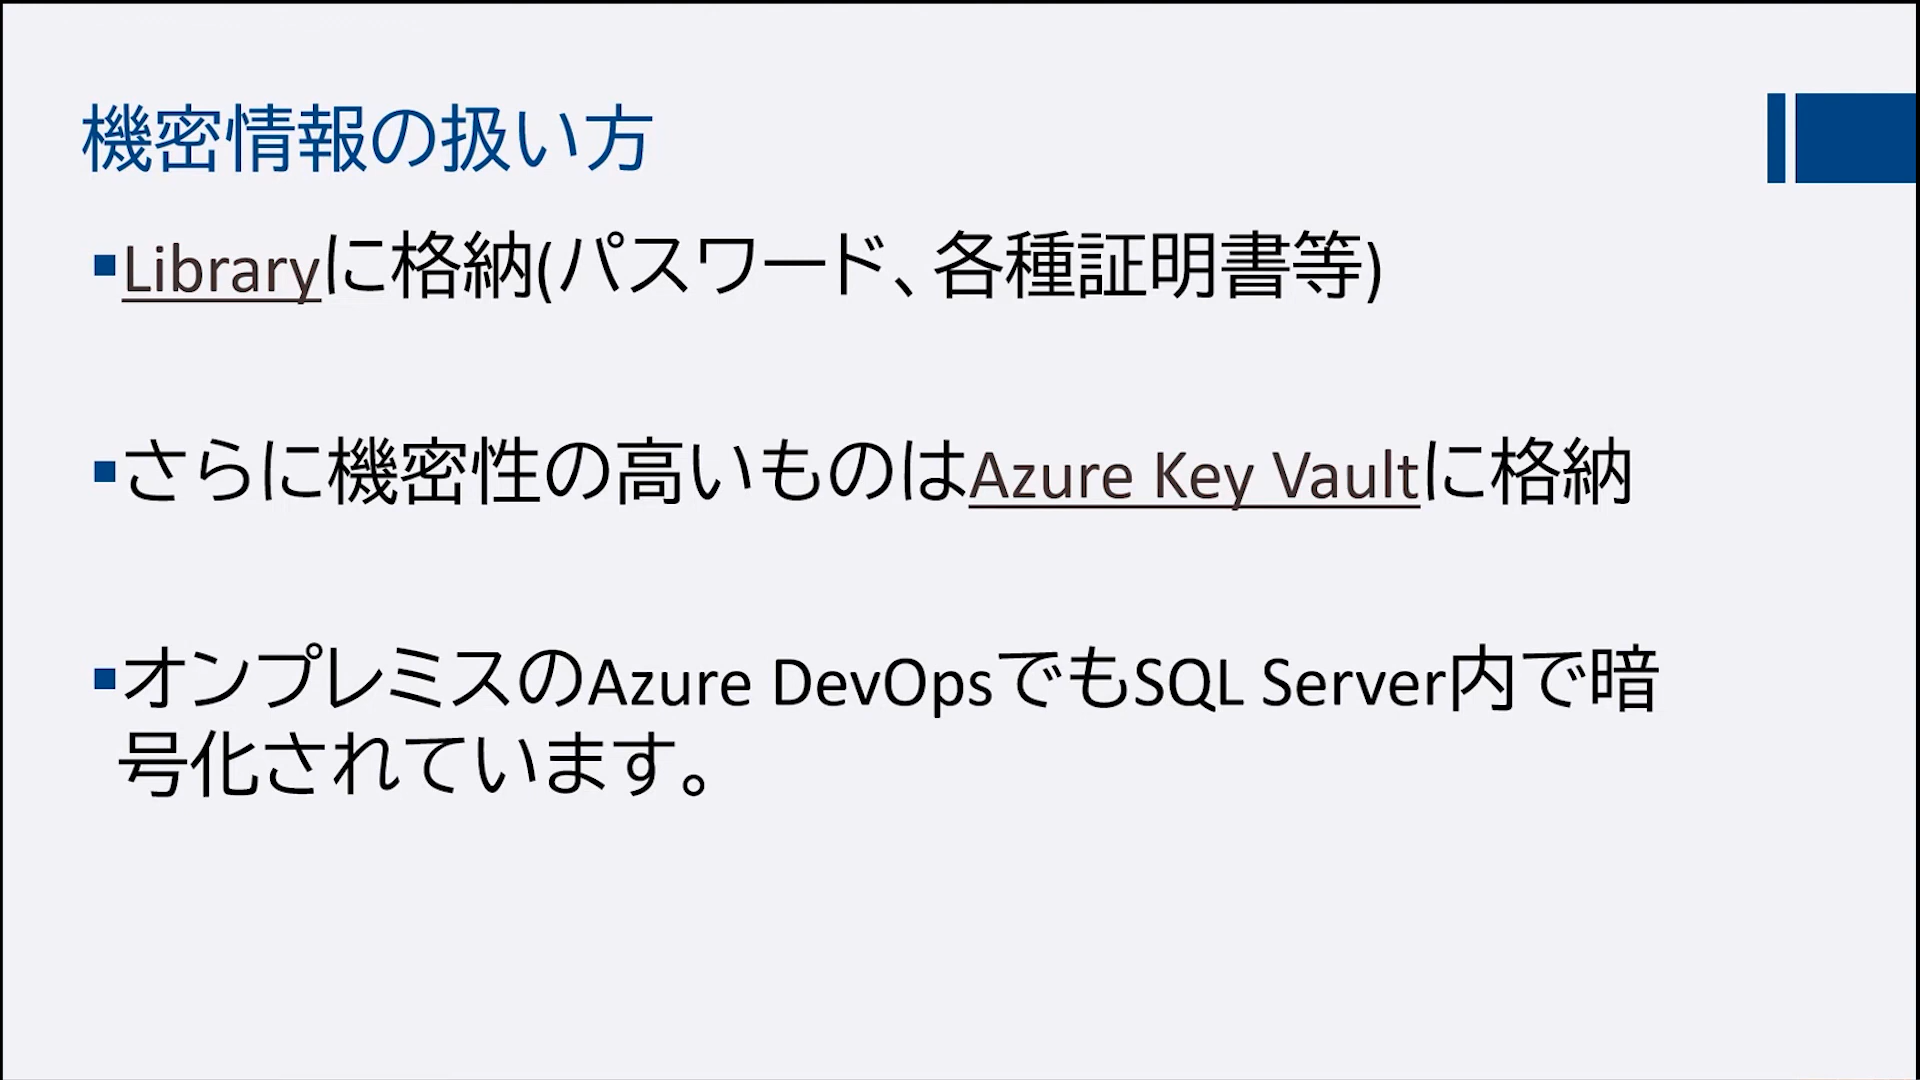 機密情報の扱い方
▪Libraryに格納(パスワード、各種証明書等)
▪さらに機密性の高いものはAzure Key Vaultに格納
▪オンプレミスのAzure DevOpsでもSQL Server内で暗
号化されています。